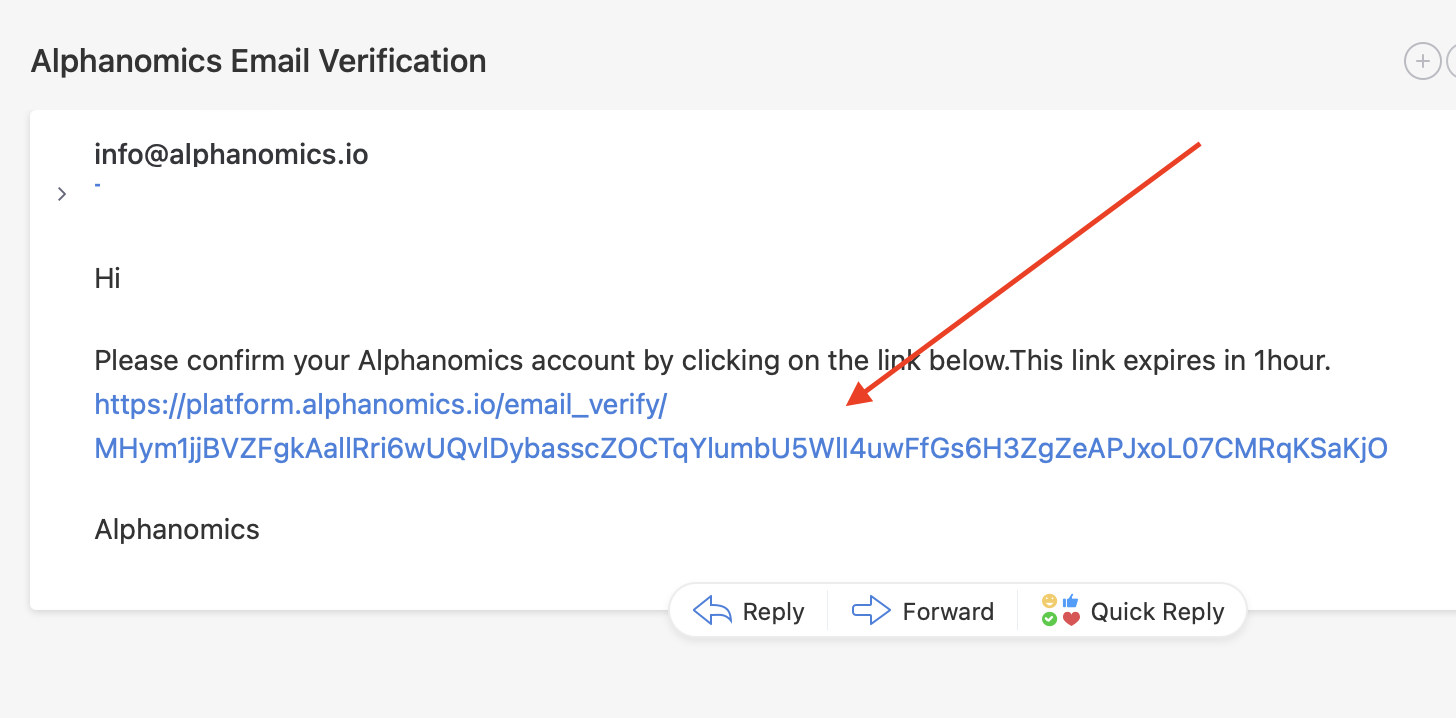 Alphanomics Email Verification
info@alphanomics.io
Hi
Please confirm your Alphanomics account by clicking on the link below.This link expires in 1hour.
https://platform.alphanomics.io/email_verify/
MHym1jjBVZFgkAallRri6wUQvlDybasscZOCTqYlumbU5WlI4uwFfGs6H3ZgZeAPJxoL07CMRqKSaKjO
Alphanomics
Reply Forward Quick Reply